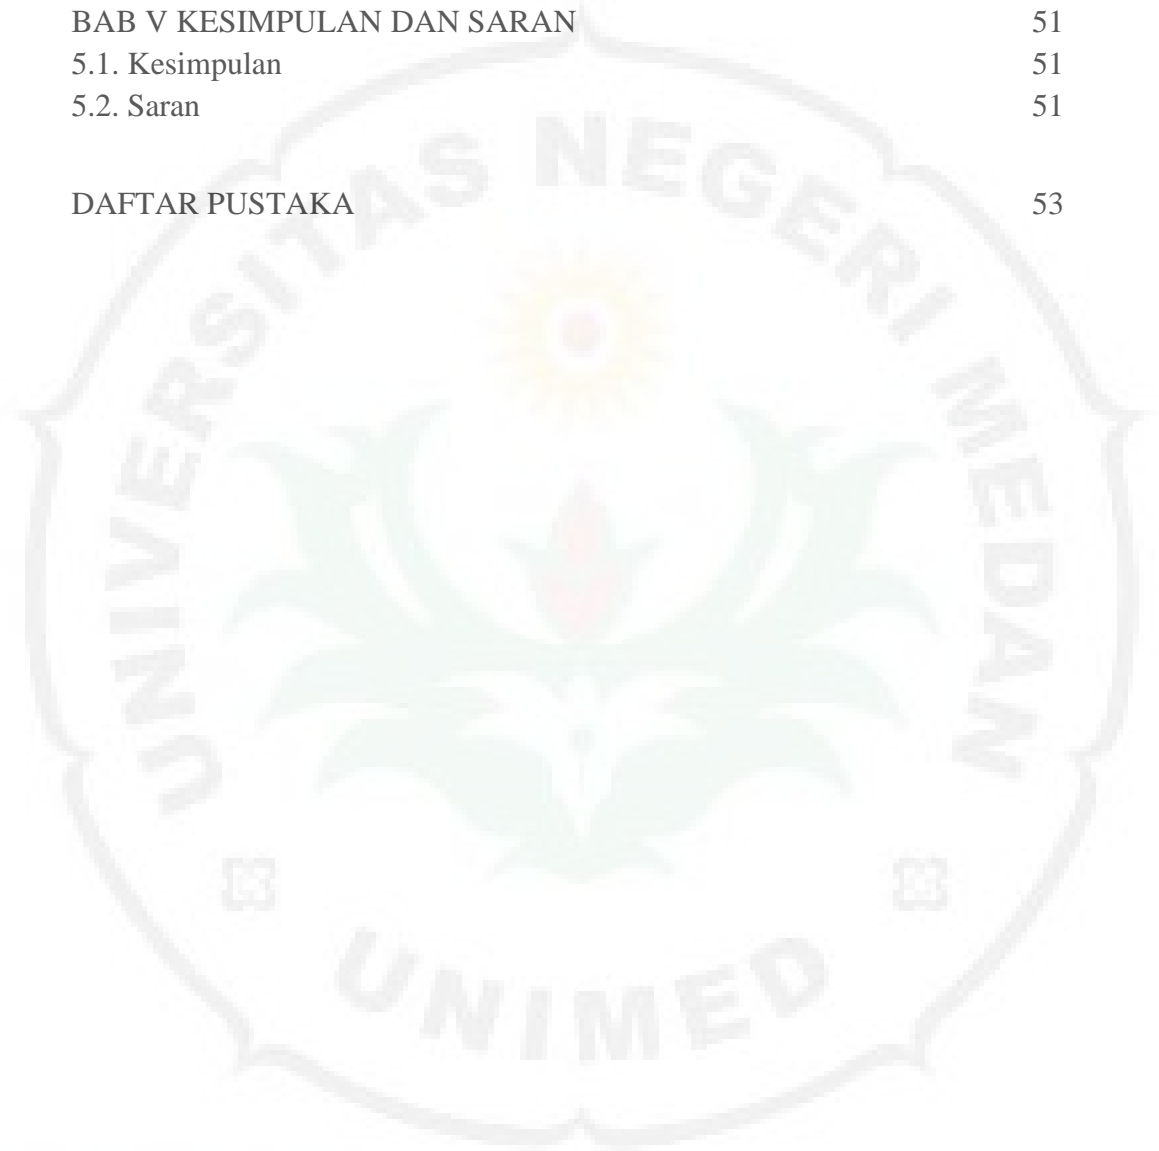 BAB V KESIMPULAN DAN SARAN 51
5.1. Kesimpulan 51
5.2. Saran 51
DAFTAR PUSTAKA 53
UNIVERSITAS NEGERI MEDAN
UNIMED